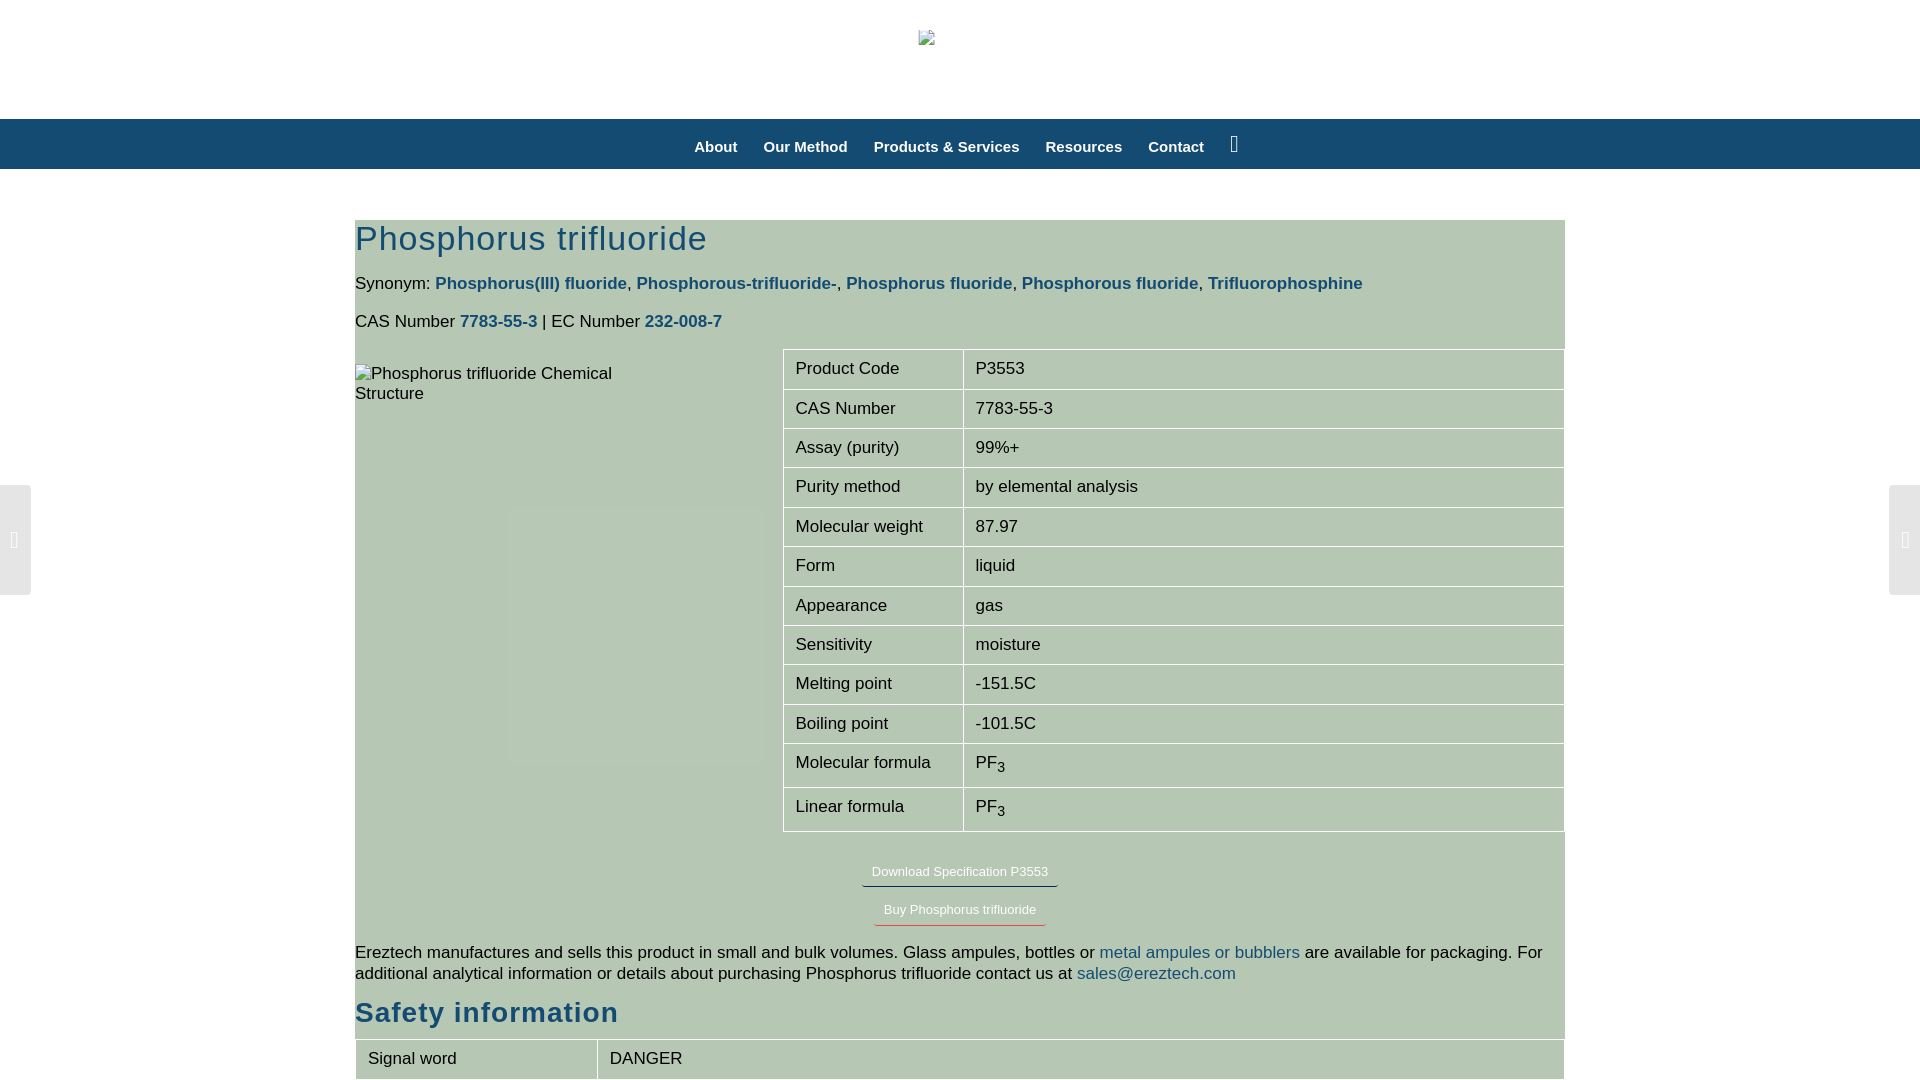 About Our Method Products & Services Resources Contact
Phosphorus trifluoride
Synonym: Phosphorus(III) fluoride, Phosphorous-trifluoride-, Phosphorus fluoride, Phosphorous fluoride, Trifluorophosphine
CAS Number 7783-55-3 | EC Number 232-008-7
Phosphorus trifluoride Chemical
Structure
Product Code P3553
CAS Number 7783-55-3
Assay (purity) 99%+
Purity method by elemental analysis
Molecular weight 87.97
Form liquid
Appearance gas
Sensitivity moisture
Melting point -151.5C
Boiling point -101.5C
Molecular formula PF3
Linear formula PF3
Download Specification P3553
Buy Phosphorus trifluoride
Ereztech manufactures and sells this product in small and bulk volumes. Glass ampules, bottles or metal ampules or bubblers are available for packaging. For
additional analytical information or details about purchasing Phosphorus trifluoride contact us at sales@ereztech.com
Safety information
Signal word DANGER